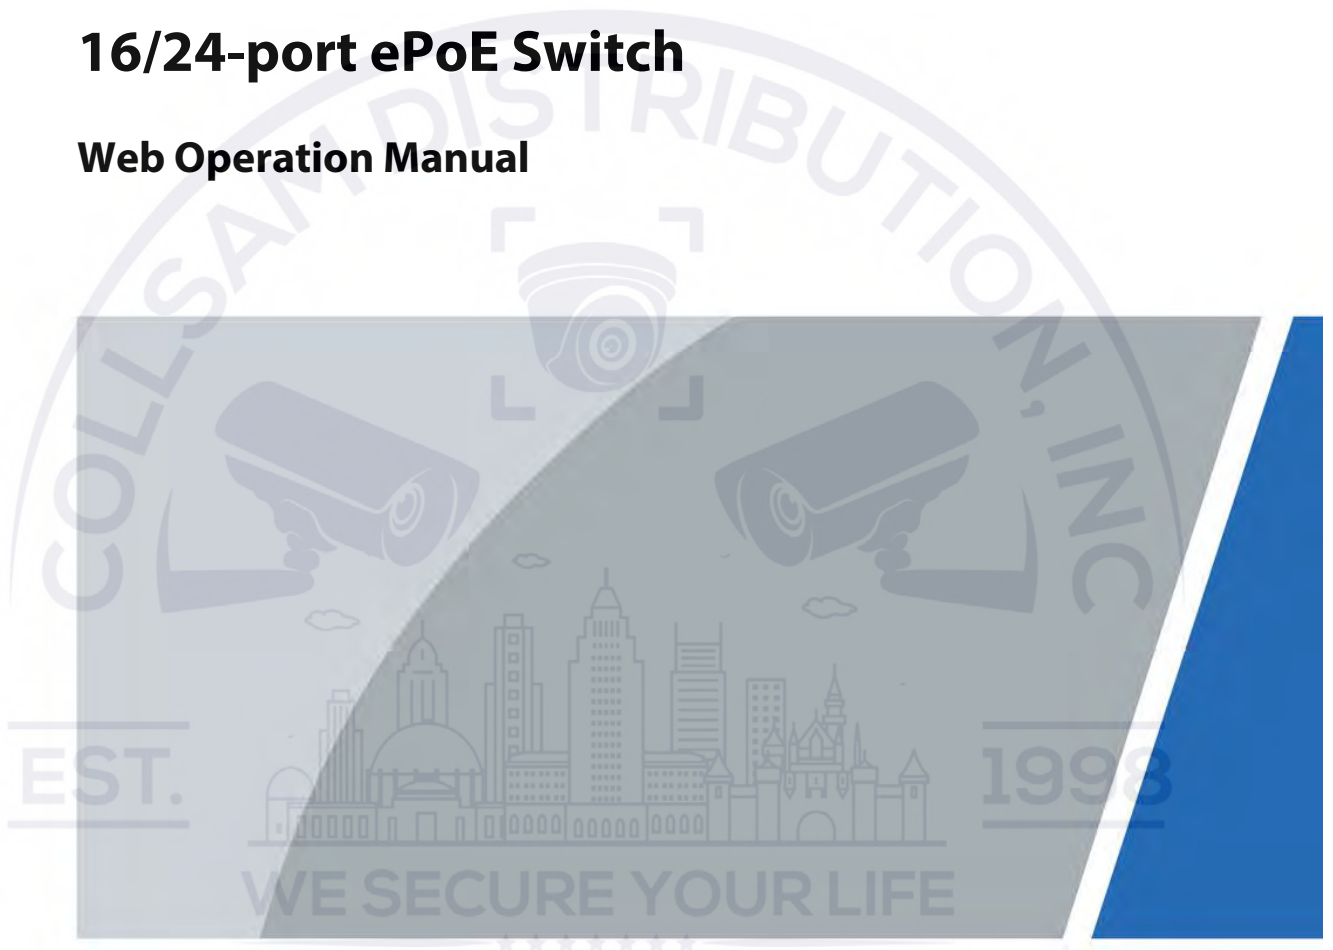 16/24-port ePoE Switch
Web Operation Manual
COLLSAM DISTRIBUTION, INC
EST.
1998
WE SECURE YOUR LIFE